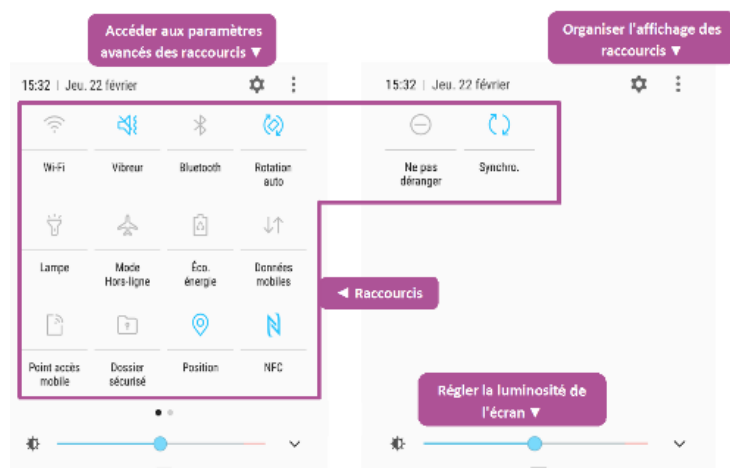 Accéder aux paramètres
avancés des raccourcis ▼
Organiser l'affichage des
raccourcis ▼
15:32 | Jeu. 22 février
15:32 | Jeu. 22 février
Wi-Fi
Vibreur
Bluetooth
Rotation
auto
Ne pas
déranger
Synchro.
Lampe
Mode
Hors-ligne
Éco.
énergie
Données
mobiles
◄ Raccourcis
Point accès
mobile
Dossier
sécurisé
Position
NFC
Régler la luminosité de
l'écran ▼